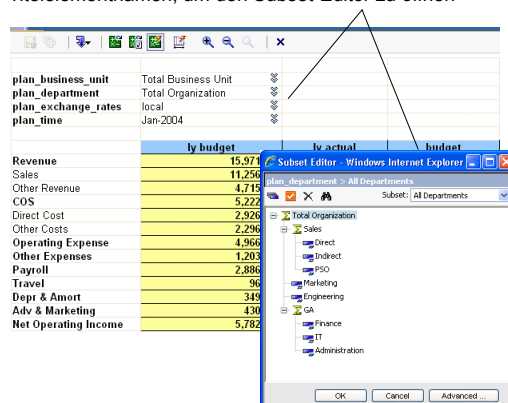 Titelelementnamen, um den Subset-Editor zu öffnen
plan_business_unit Total Business Unit
plan_department Total Organization
plan_exchange_rates local
plan_time Jan-2004
ly budget ly actual budget
Revenue 15,971
Sales 11,256
Other Revenue 4,715
COS 5,222
Direct Cost 2,926
Other Costs 2,296
Operating Expense 4,966
Other Expenses 1,203
Payroll 2,886
Travel 96
Depr & Amort 349
Adv & Marketing 430
Net Operating Income 5,782
Subset Editor - Windows Internet Explorer
plan_department > All Departments
Subset: All Departments
Total Organization
Sales
Direct
Indirect
PSO
Marketing
Engineering
GA
Finance
IT
Administration
OK Cancel Advanced ...